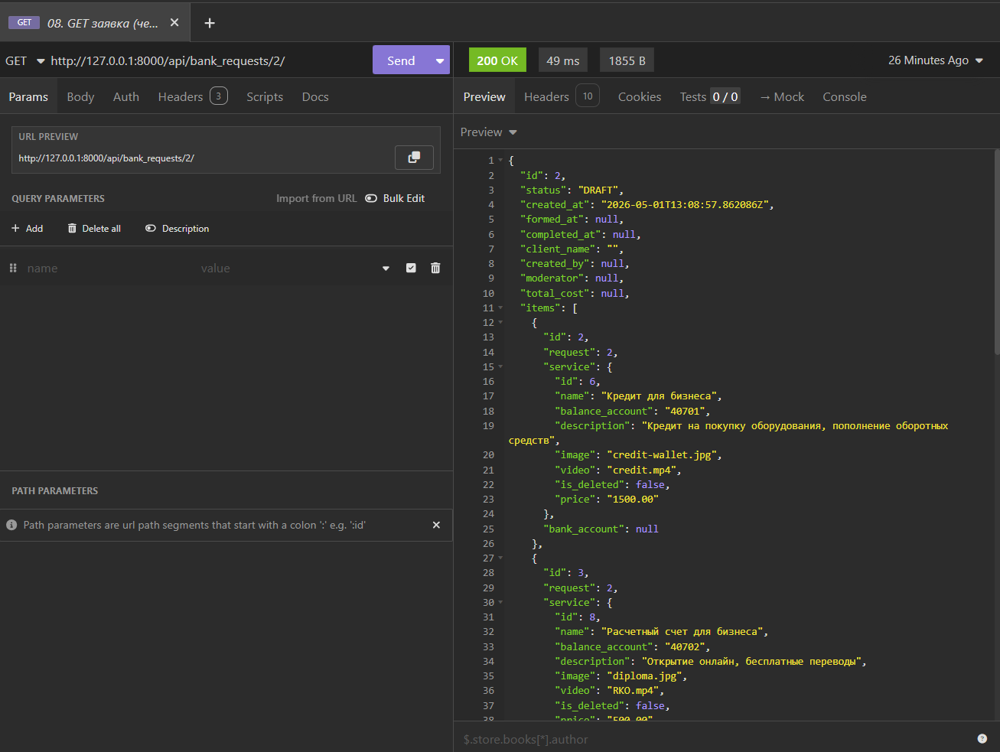 GET 08. GET заявка (че...
GET http://127.0.0.1:8000/api/bank_requests/2/ Send
200 OK 49 ms 1855 B 26 Minutes Ago
Params Body Auth Headers 3 Scripts Docs
Preview Headers 10 Cookies Tests 0 / 0 → Mock Console
URL PREVIEW
http://127.0.0.1:8000/api/bank_requests/2/
QUERY PARAMETERS Import from URL Bulk Edit
+ Add Delete all Description
name value
PATH PARAMETERS
Path parameters are url path segments that start with a colon ':' e.g. ':id'
Preview
1 {
2 "id": 2,
3 "status": "DRAFT",
4 "created_at": "2026-05-01T13:08:57.862086Z",
5 "formed_at": null,
6 "completed_at": null,
7 "client_name": "",
8 "created_by": null,
9 "moderator": null,
10 "total_cost": null,
11 "items": [
12 {
13 "id": 2,
14 "request": 2,
15 "service": {
16 "id": 6,
17 "name": "Кредит для бизнеса",
18 "balance_account": "40701",
19 "description": "Кредит на покупку оборудования, пополнение оборотных
средств",
20 "image": "credit-wallet.jpg",
21 "video": "credit.mp4",
22 "is_deleted": false,
23 "price": "1500.00"
24 },
25 "bank_account": null
26 },
27 {
28 "id": 3,
29 "request": 2,
30 "service": {
31 "id": 8,
32 "name": "Расчетный счет для бизнеса",
33 "balance_account": "40702",
34 "description": "Открытие онлайн, бесплатные переводы",
35 "image": "diploma.jpg",
36 "video": "RKO.mp4",
37 "is_deleted": false,
38 "price": "500.00"
$.store.books[*].author